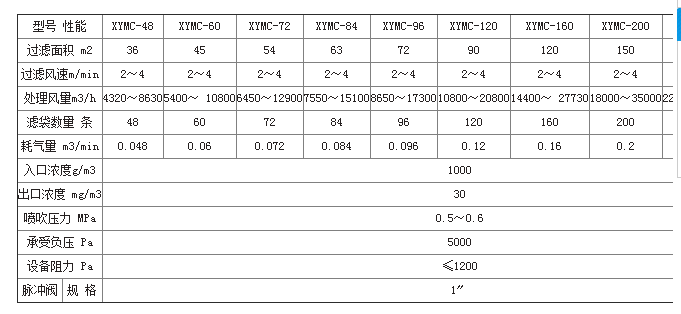 型号 性能 XYMC-48 XYMC-60 XYMC-72 XYMC-84 XYMC-96 XYMC-120 XYMC-160 XYMC-200
过滤面积 m2 36 45 54 63 72 90 120 150
过滤风速m/min 2～4 2～4 2～4 2～4 2～4 2～4 2～4 2～4
处理风量m3/h 4320～8630 5400～ 10800 6450～12900 7550～15100 8650～17300 10800～20800 14400～ 27730 18000～35000 22
滤袋数量 条 48 60 72 84 96 120 160 200
耗气量 m3/min 0.048 0.06 0.072 0.084 0.096 0.12 0.16 0.2
入口浓度g/m3 1000
出口浓度 mg/m3 30
喷吹压力 MPa 0.5～0.6
承受负压 Pa 5000
设备阻力 Pa ≤1200
脉冲阀 规 格 1″